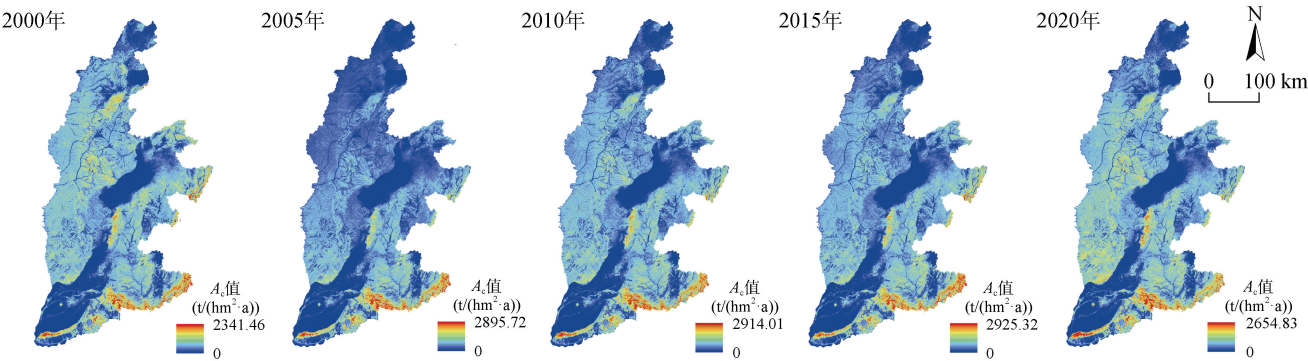 2000年
2005年
2010年
2015年
2020年
N
0 100 km
Ac值
(t/(hm²·a))
2341.46
0
Ac值
(t/(hm²·a))
2895.72
0
Ac值
(t/(hm²·a))
2914.01
0
Ac值
(t/(hm²·a))
2925.32
0
Ac值
(t/(hm²·a))
2654.83
0